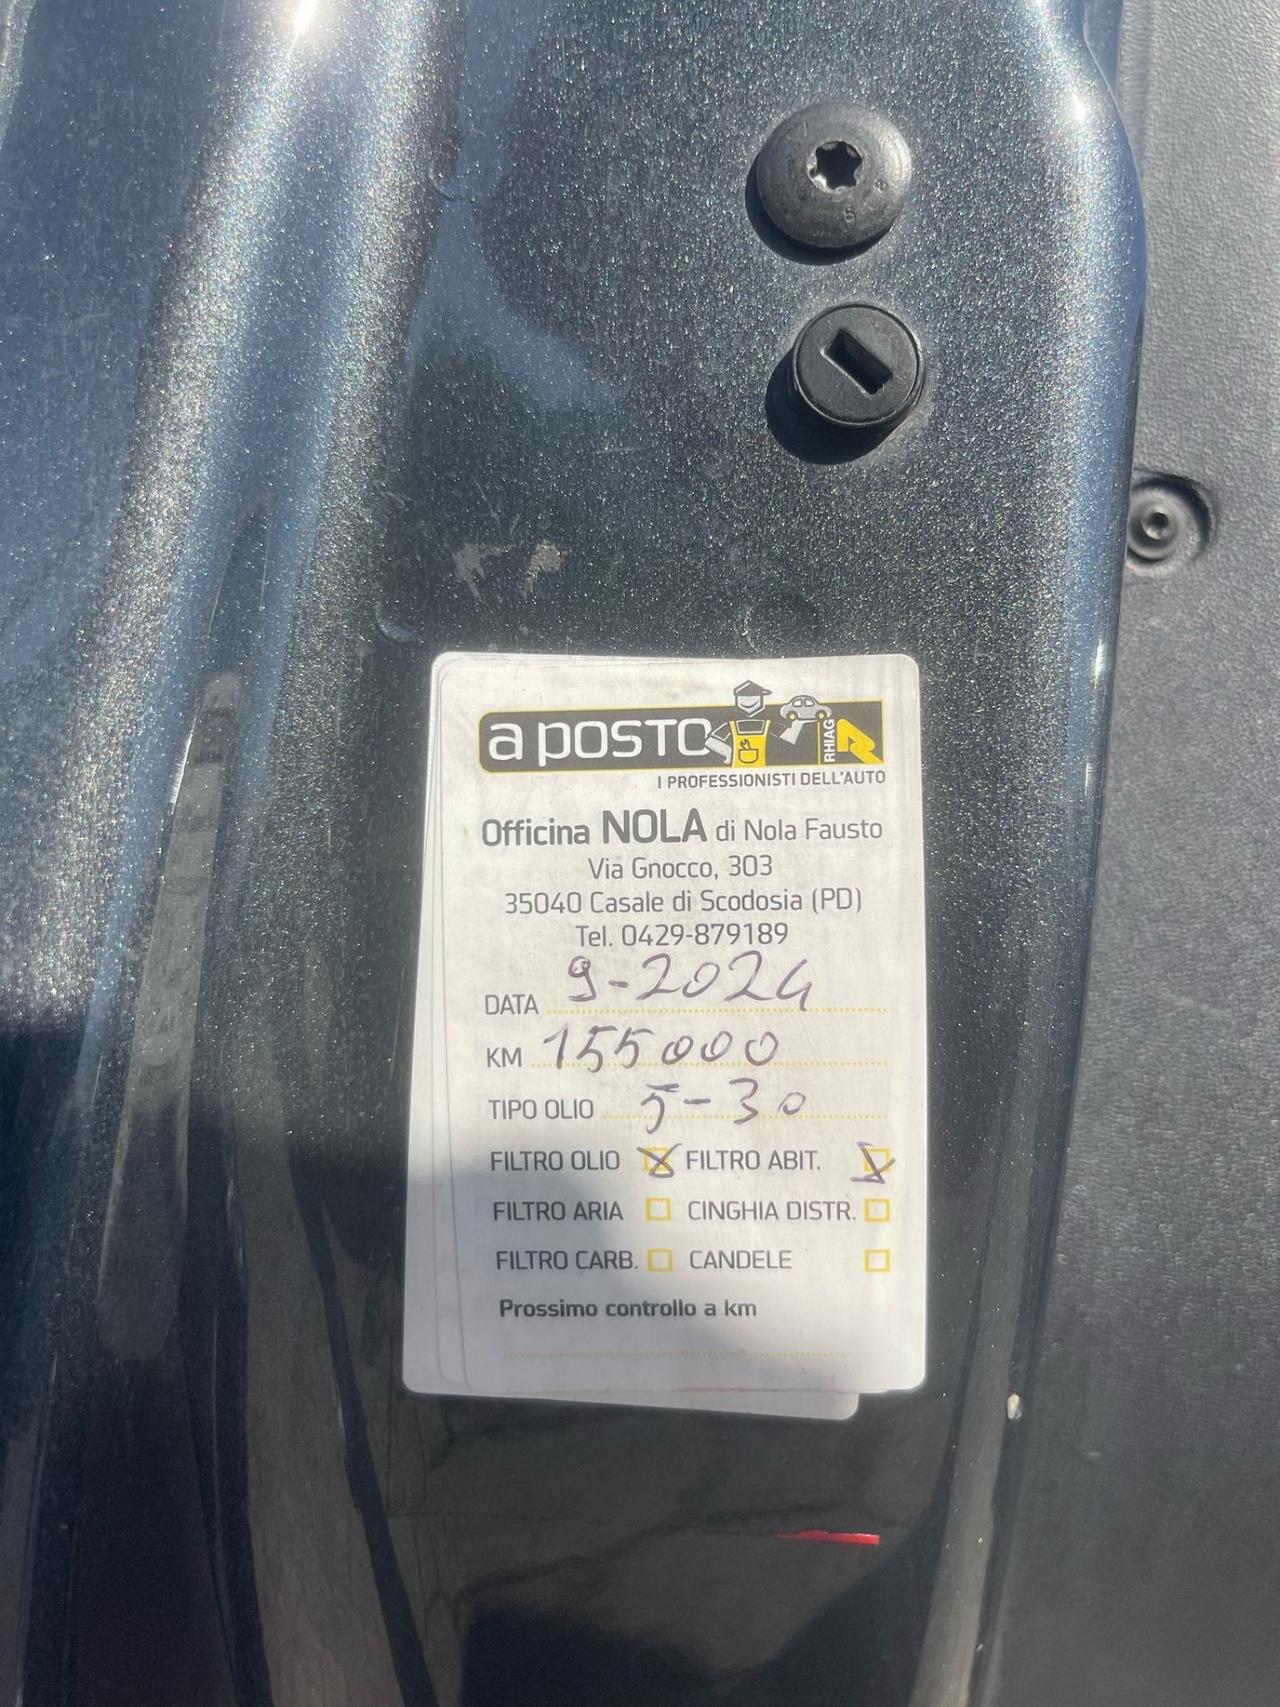 a POSTO RHIAG
I PROFESSIONISTI DELL'AUTO
Officina NOLA di Nola Fausto
Via Gnocco, 303
35040 Casale di Scodosia (PD)
Tel. 0429-879189
DATA 9-2024
KM 155000
TIPO OLIO 5-30
FILTRO OLIO FILTRO ABIT.
FILTRO ARIA CINGHIA DISTR.
FILTRO CARB. CANDELE
Prossimo controllo a km